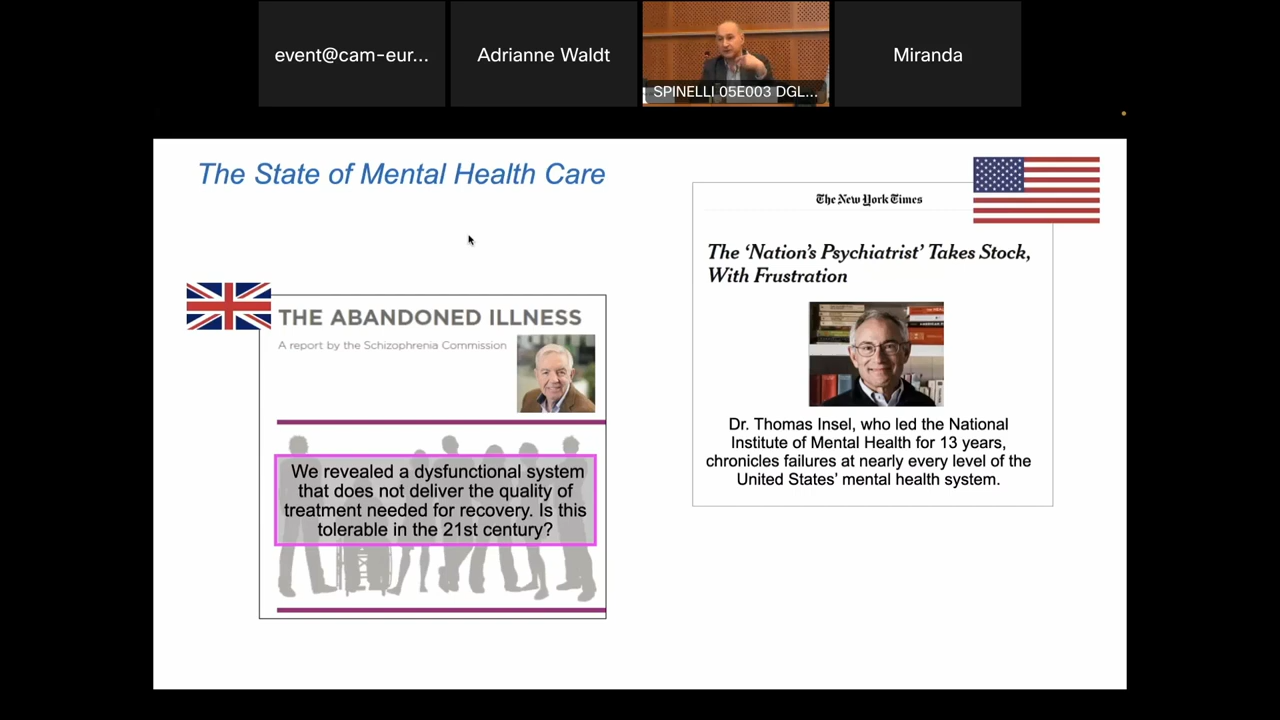 event@cam-eur...
Adrianne Waldt
SPINELLI 05E003 DGL...
Miranda
The State of Mental Health Care
The New York Times
The ‘Nation’s Psychiatrist’ Takes Stock,
With Frustration
Dr. Thomas Insel, who led the National
Institute of Mental Health for 13 years,
chronicles failures at nearly every level of the
United States’ mental health system.
THE ABANDONED ILLNESS
A report by the Schizophrenia Commission
We revealed a dysfunctional system
that does not deliver the quality of
treatment needed for recovery. Is this
tolerable in the 21st century?